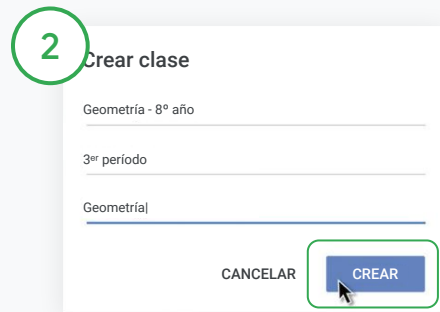 2
Crear clase
Geometría - 8º año
3er período
Geometría
CANCELAR
CREAR